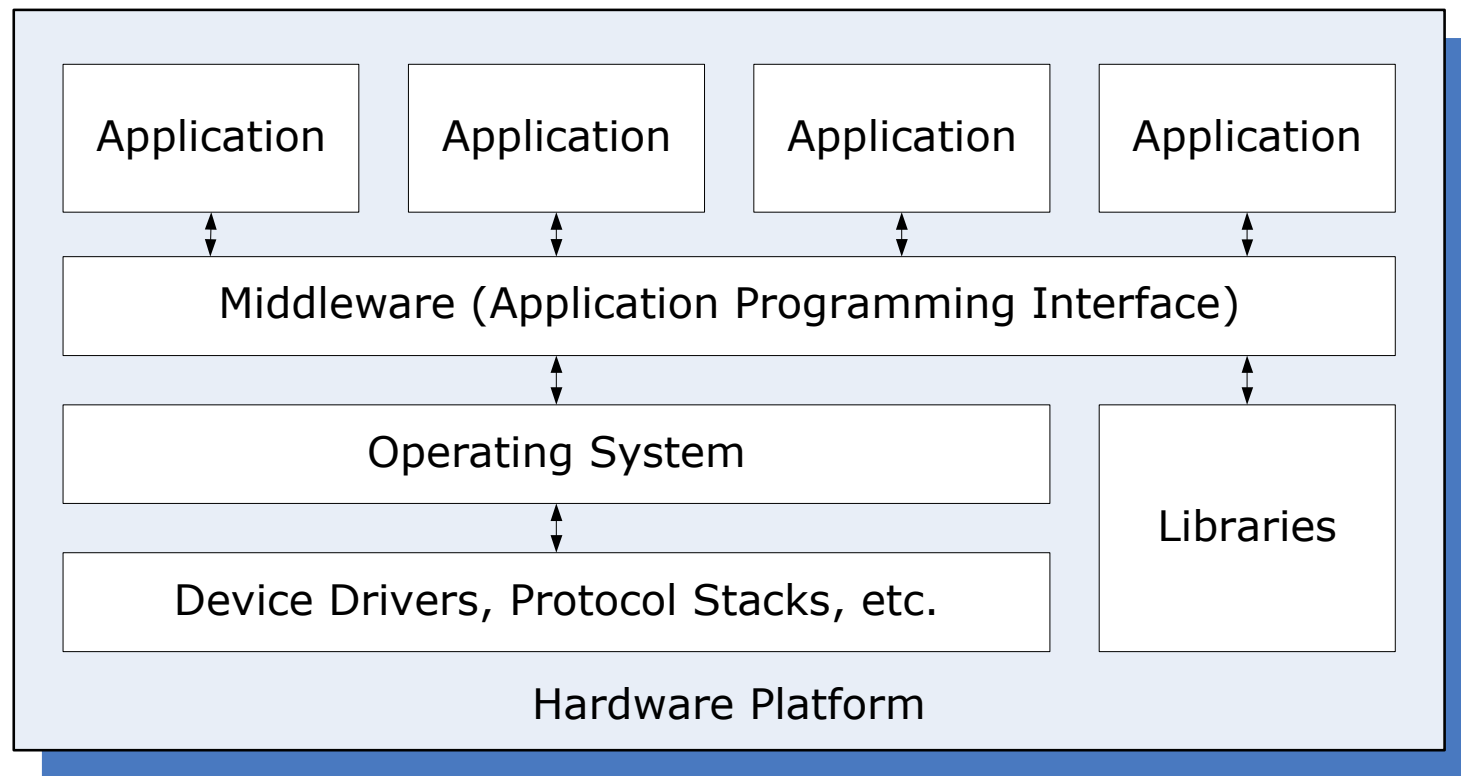 Application
Application
Application
Application
Middleware (Application Programming Interface)
Operating System
Libraries
Device Drivers, Protocol Stacks, etc.
Hardware Platform